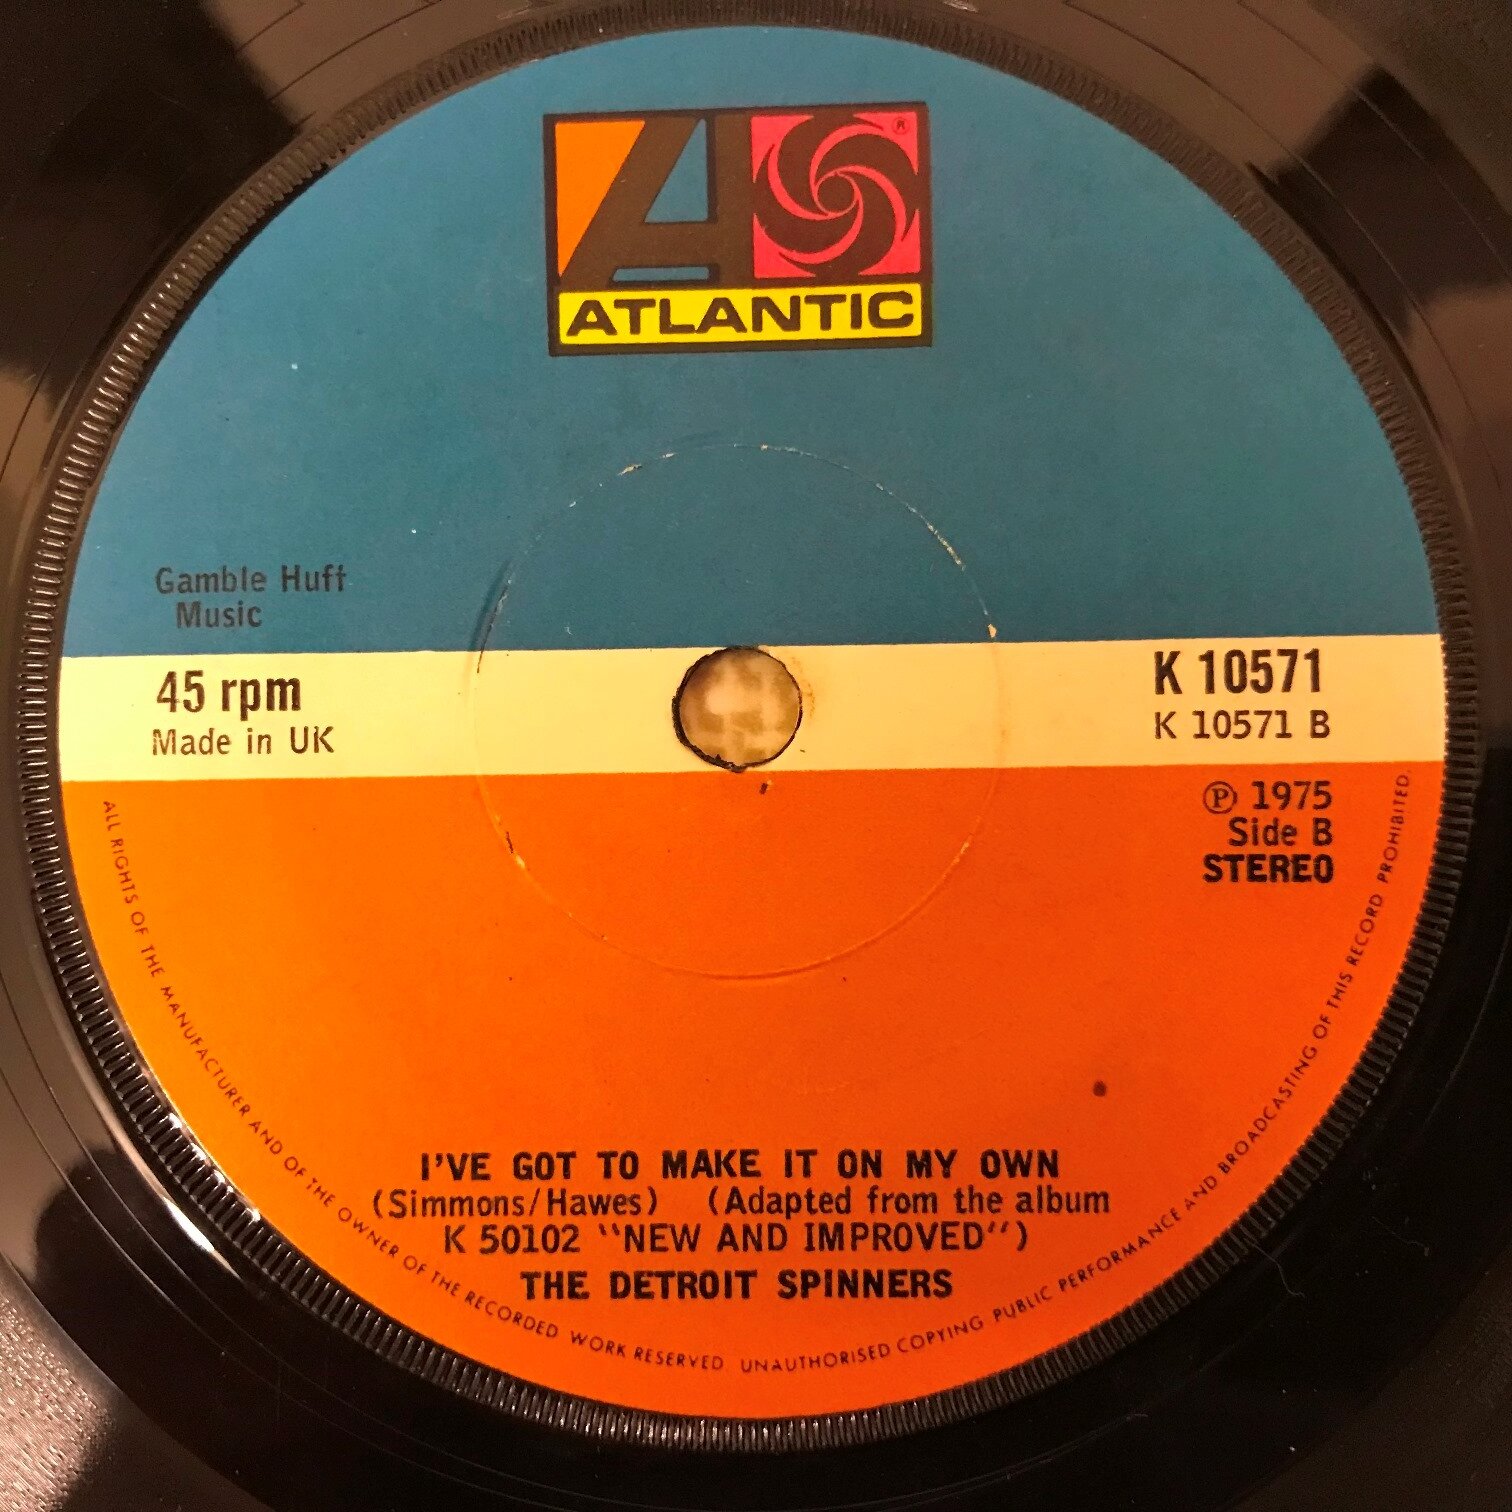 ®
ATLANTIC
Gamble Huff
Music
45 rpm
Made in UK
K 10571
K 10571 B
Ⓟ 1975
Side B
STEREO
I'VE GOT TO MAKE IT ON MY OWN
(Simmons/Hawes) (Adapted from the album
K 50102 "NEW AND IMPROVED")
THE DETROIT SPINNERS
ALL RIGHTS OF THE MANUFACTURER AND OF THE OWNER OF THE RECORDED WORK RESERVED UNAUTHORISED COPYING PUBLIC PERFORMANCE AND BROADCASTING OF THIS RECORD PROHIBITED.